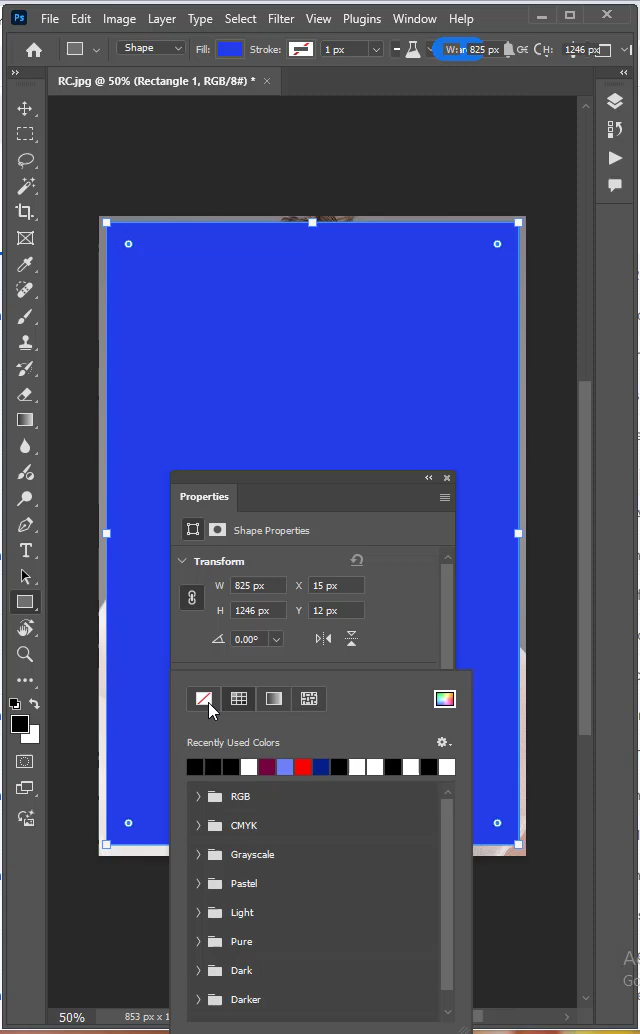 Ps File Edit Image Layer Type Select Filter View Plugins Window Help
Shape Fill: Stroke: 1 px W: 825 px H: 1246 px
RC.jpg @ 50% (Rectangle 1, RGB/8#) * ×
Properties
Shape Properties
Transform
W 825 px X 15 px
H 1246 px Y 12 px
0.00°
Recently Used Colors
RGB
CMYK
Grayscale
Pastel
Light
Pure
Dark
Darker
50% 853 px x 1